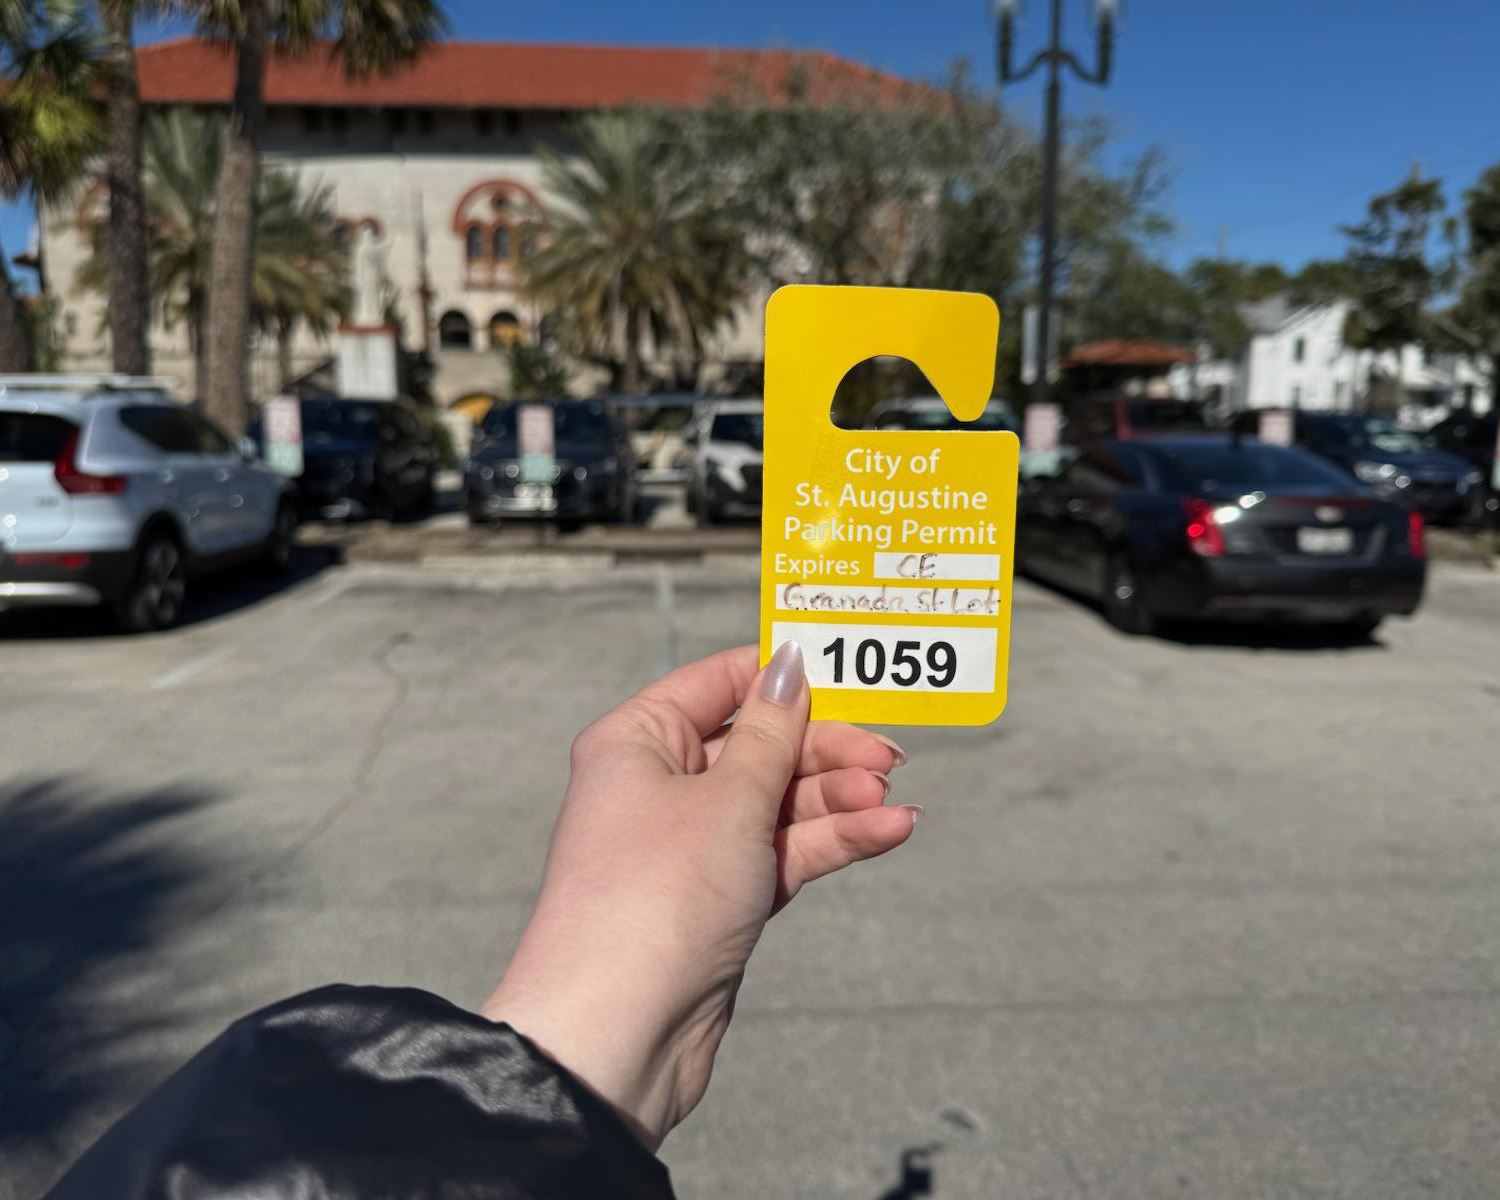 City of
St. Augustine
Parking Permit
Expires CE
Granada St Lot
1059